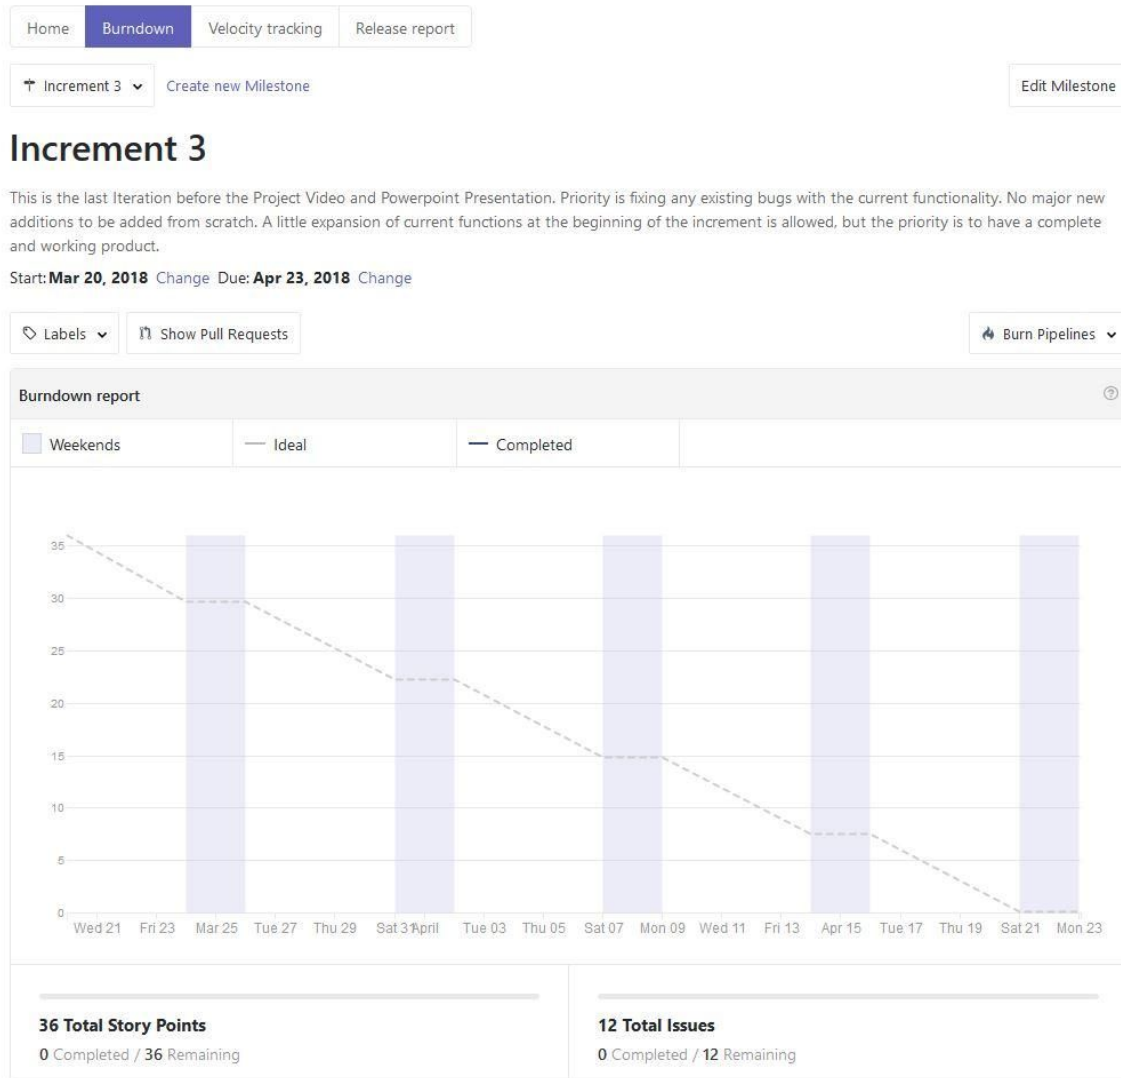 Home Burndown Velocity tracking Release report
Increment 3 Create new Milestone Edit Milestone
Increment 3
This is the last Iteration before the Project Video and Powerpoint Presentation. Priority is fixing any existing bugs with the current functionality. No major new
additions to be added from scratch. A little expansion of current functions at the beginning of the increment is allowed, but the priority is to have a complete
and working product.
Start: Mar 20, 2018 Change Due: Apr 23, 2018 Change
Labels Show Pull Requests Burn Pipelines
Burndown report ?
Weekends Ideal Completed
35
30
25
20
15
10
5
0
Wed 21 Fri 23 Mar 25 Tue 27 Thu 29 Sat 31 April Tue 03 Thu 05 Sat 07 Mon 09 Wed 11 Fri 13 Apr 15 Tue 17 Thu 19 Sat 21 Mon 23
36 Total Story Points 12 Total Issues
0 Completed / 36 Remaining 0 Completed / 12 Remaining